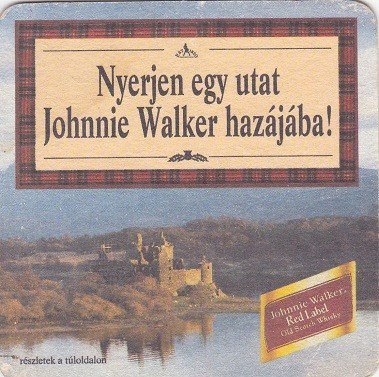 Nyerjen egy utat
Johnnie Walker hazájába!
Johnnie Walker.
Red Label
Old Scotch Whisky
részletek a túloldalon